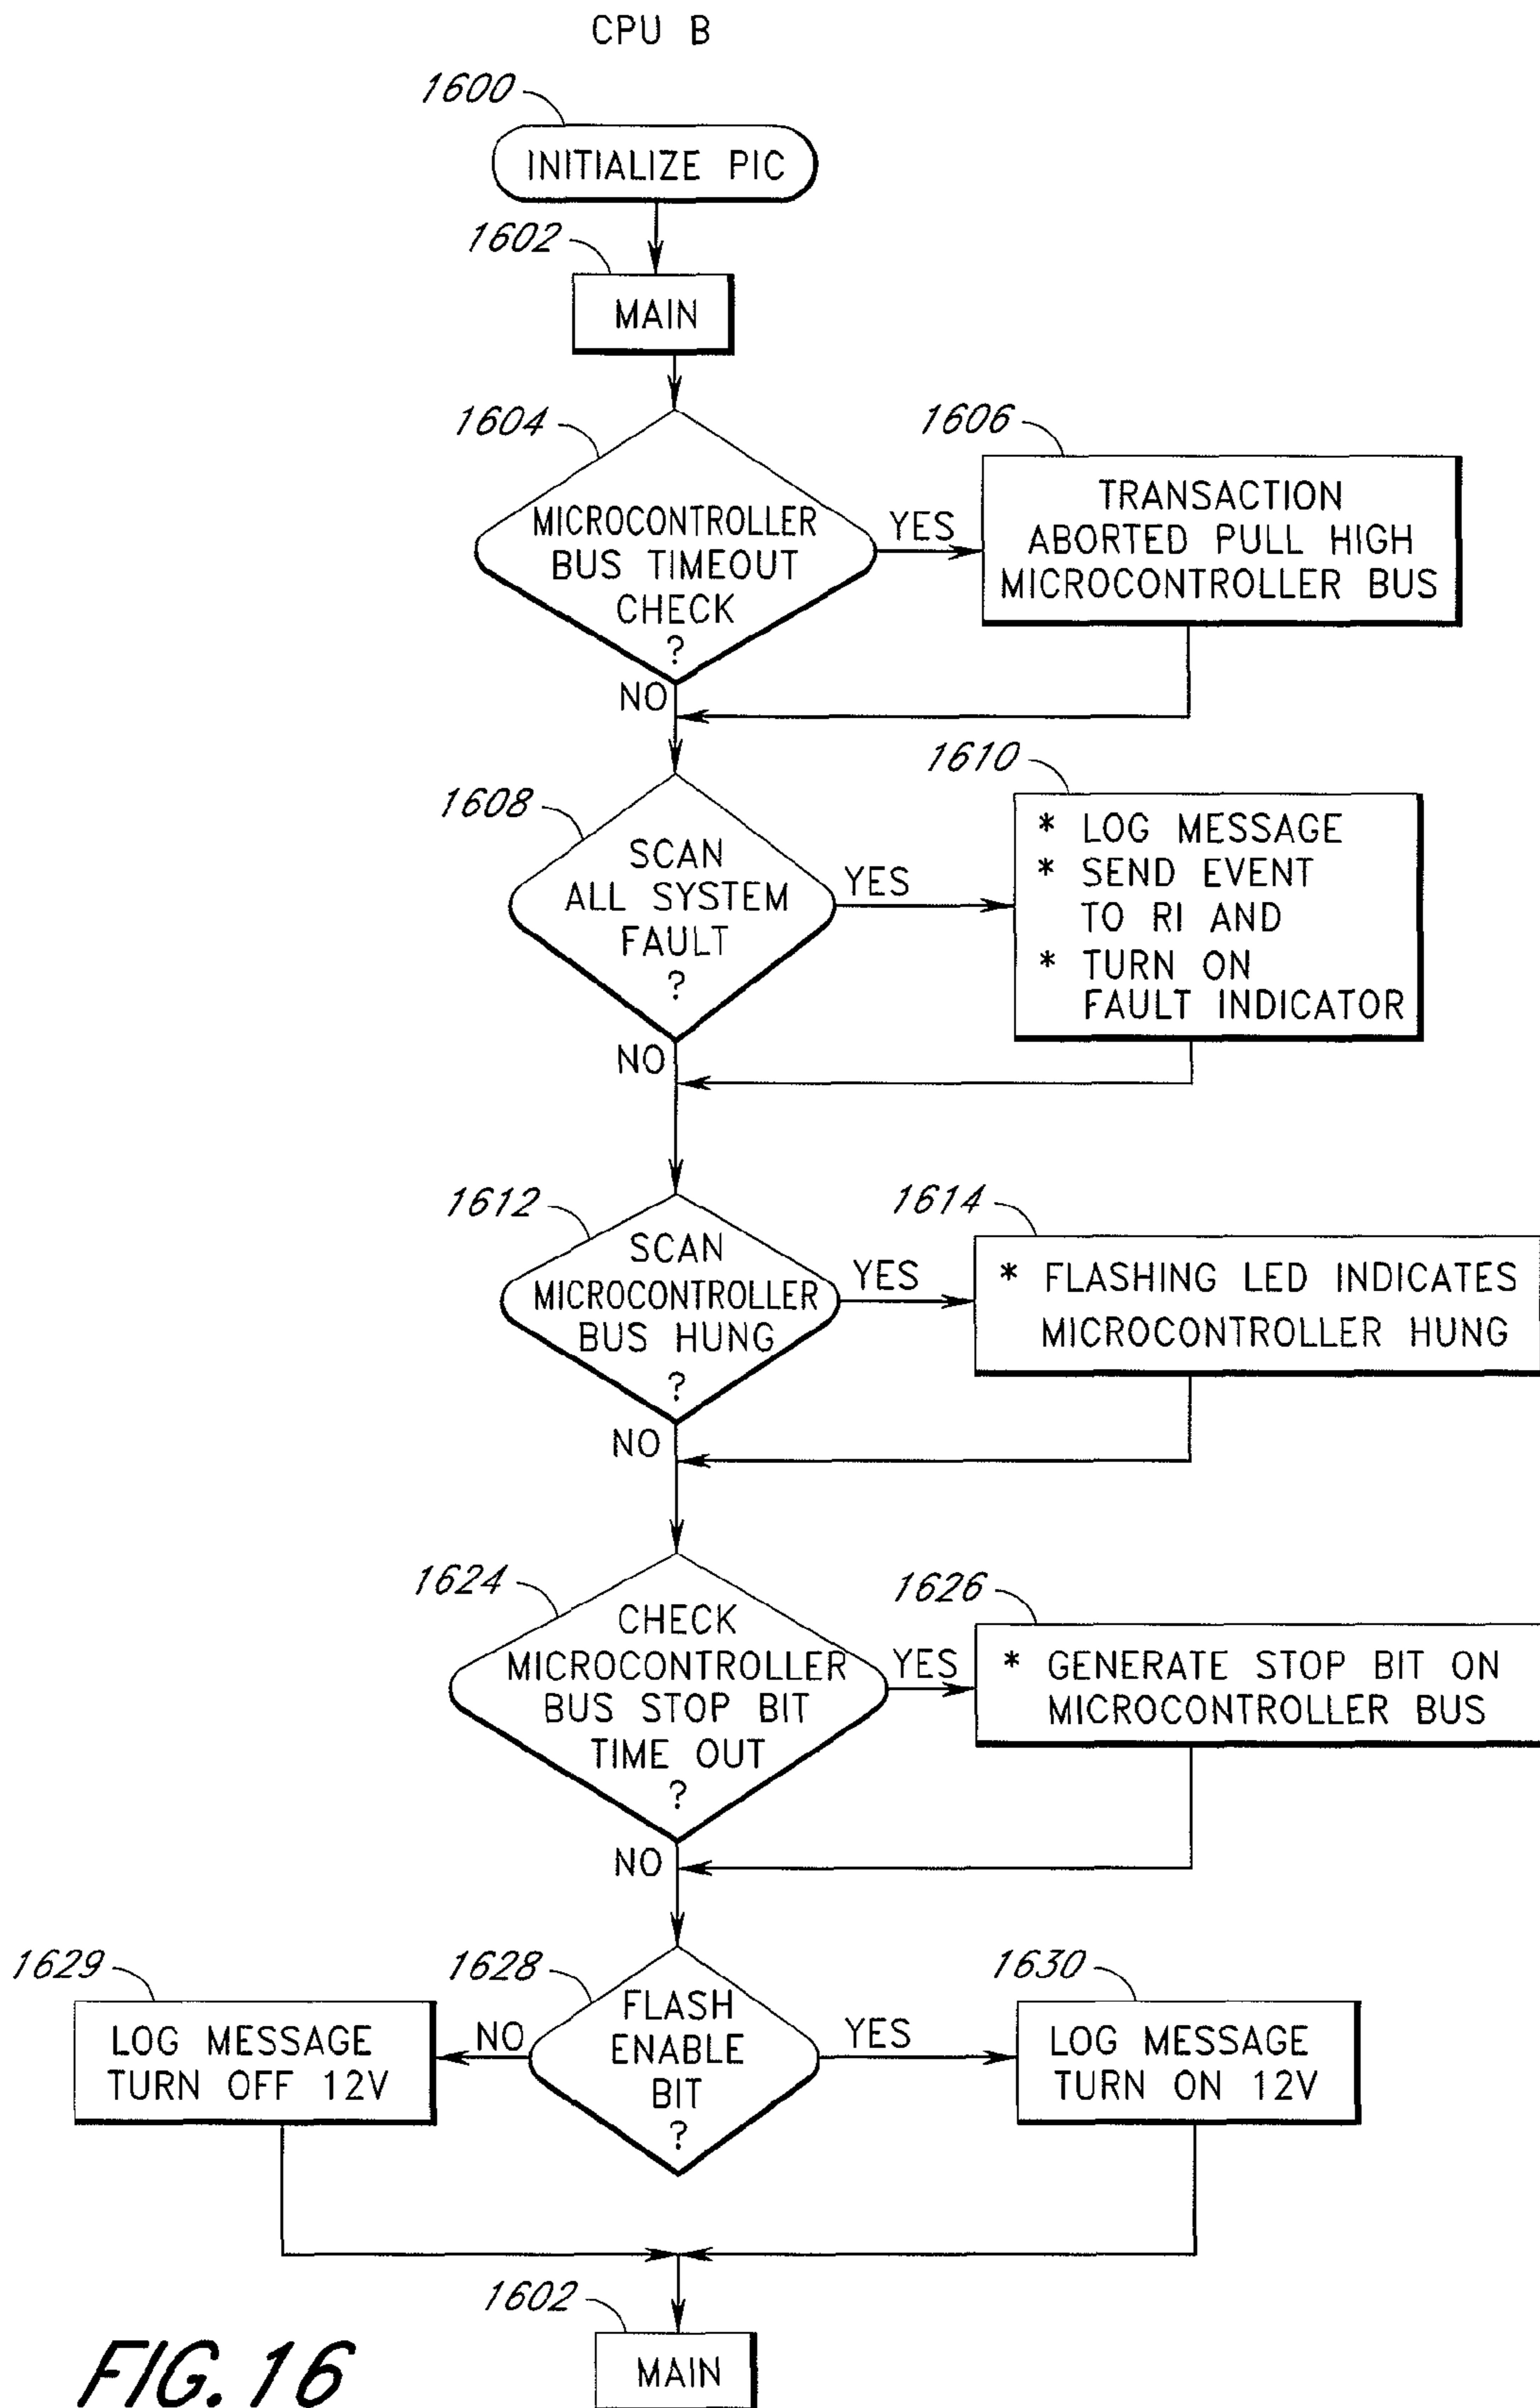 CPU B
1600
INITIALIZE PIC
1602
MAIN
1604
MICROCONTROLLER
BUS TIMEOUT
CHECK
?
YES
1606
TRANSACTION
ABORTED PULL HIGH
MICROCONTROLLER BUS
NO
1608
SCAN
ALL SYSTEM
FAULT
?
YES
1610
* LOG MESSAGE
* SEND EVENT
TO RI AND
* TURN ON
FAULT INDICATOR
NO
1612
SCAN
MICROCONTROLLER
BUS HUNG
?
YES
1614
* FLASHING LED INDICATES
MICROCONTROLLER HUNG
NO
1624
CHECK
MICROCONTROLLER
BUS STOP BIT
TIME OUT
?
YES
1626
* GENERATE STOP BIT ON
MICROCONTROLLER BUS
NO
1629
LOG MESSAGE
TURN OFF 12V
NO
1628
FLASH
ENABLE
BIT
?
YES
1630
LOG MESSAGE
TURN ON 12V
1602
MAIN
FIG. 16